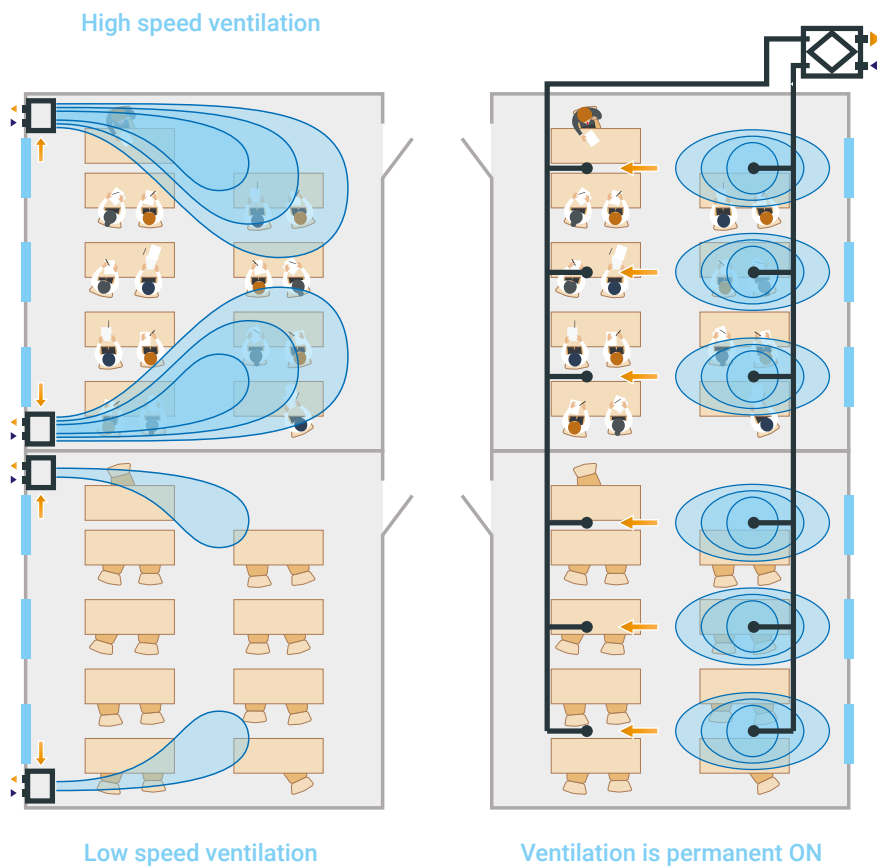 High speed ventilation
Low speed ventilation
Ventilation is permanent ON